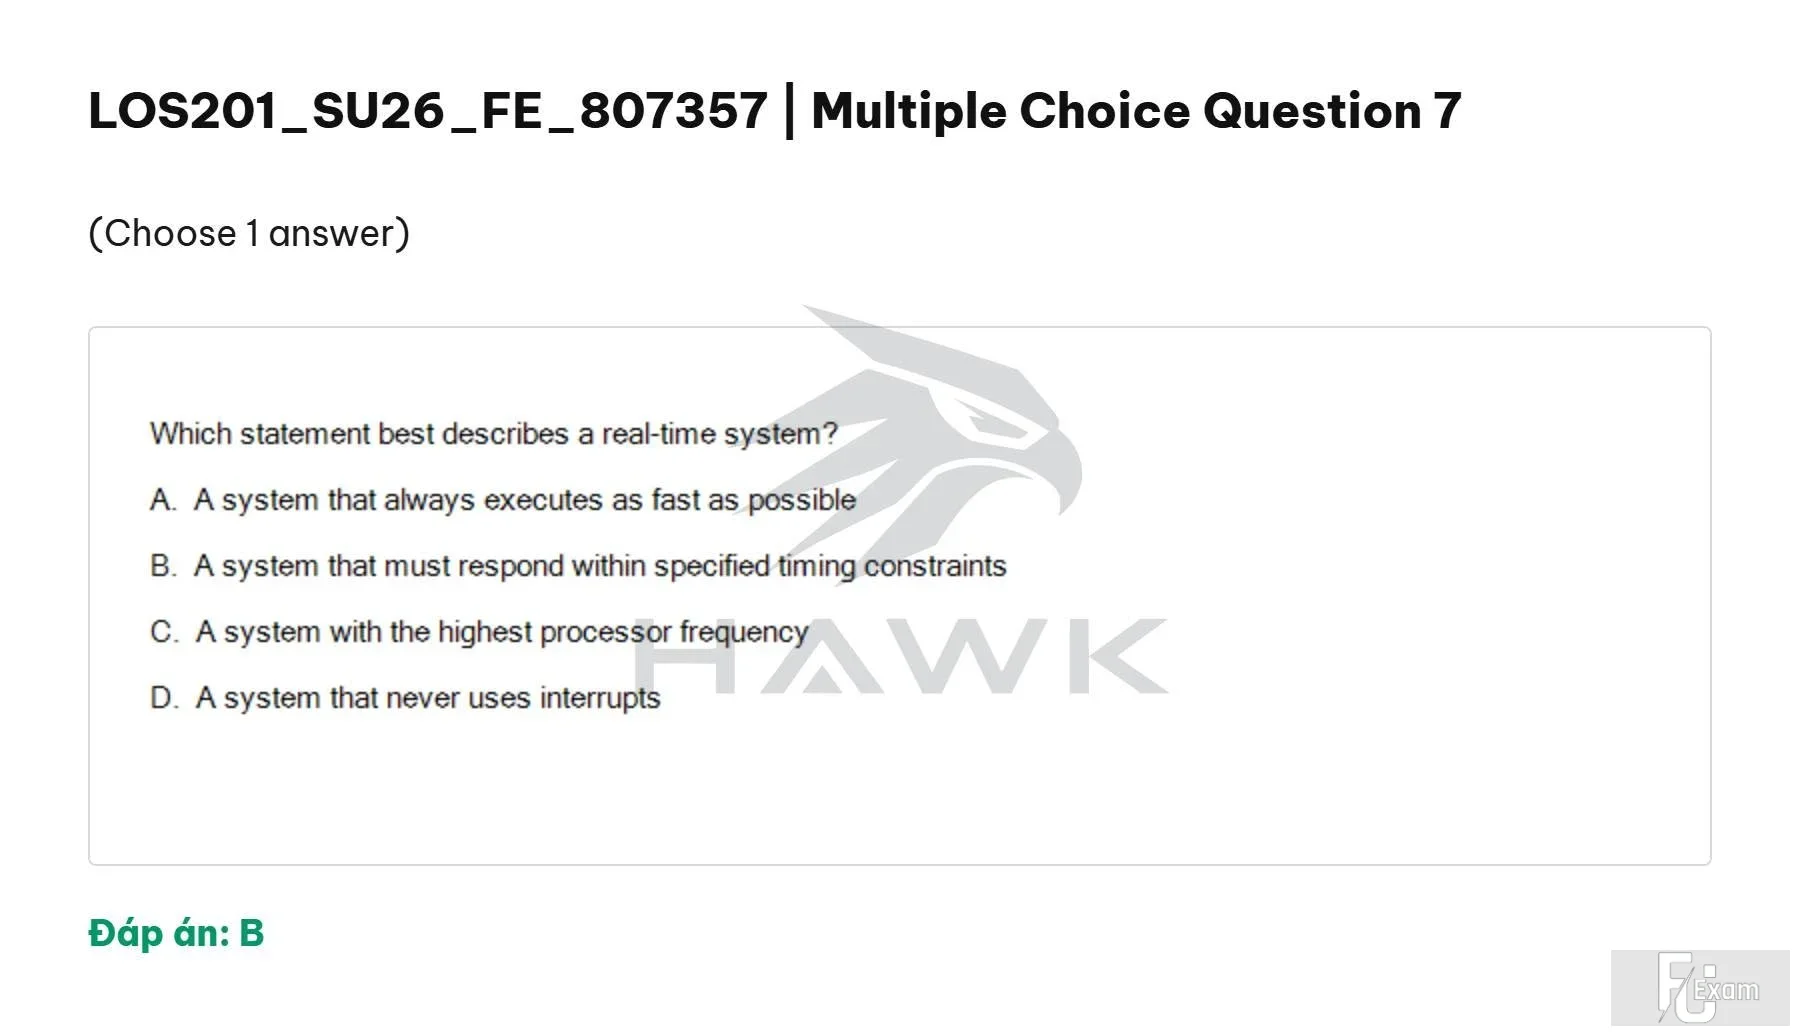 LOS201_SU26_FE_807357 | Multiple Choice Question 7
(Choose 1 answer)
Which statement best describes a real-time system?
A. A system that always executes as fast as possible
B. A system that must respond within specified timing constraints
C. A system with the highest processor frequency
D. A system that never uses interrupts
HAWK
Đáp án: B
FU Exam